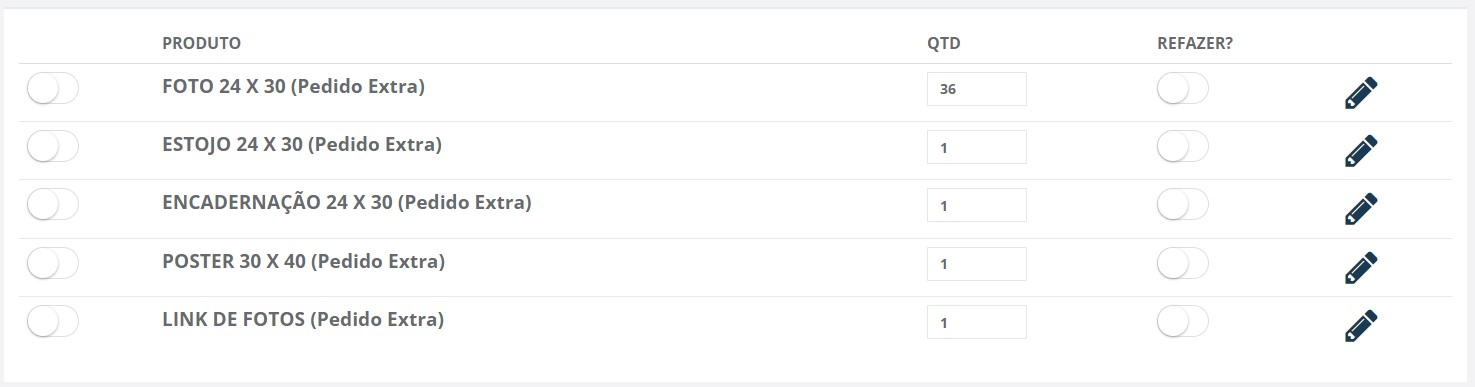 PRODUTO QTD REFAZER?
FOTO 24 X 30 (Pedido Extra) 36
ESTOJO 24 X 30 (Pedido Extra) 1
ENCADERNAÇÃO 24 X 30 (Pedido Extra) 1
POSTER 30 X 40 (Pedido Extra) 1
LINK DE FOTOS (Pedido Extra) 1